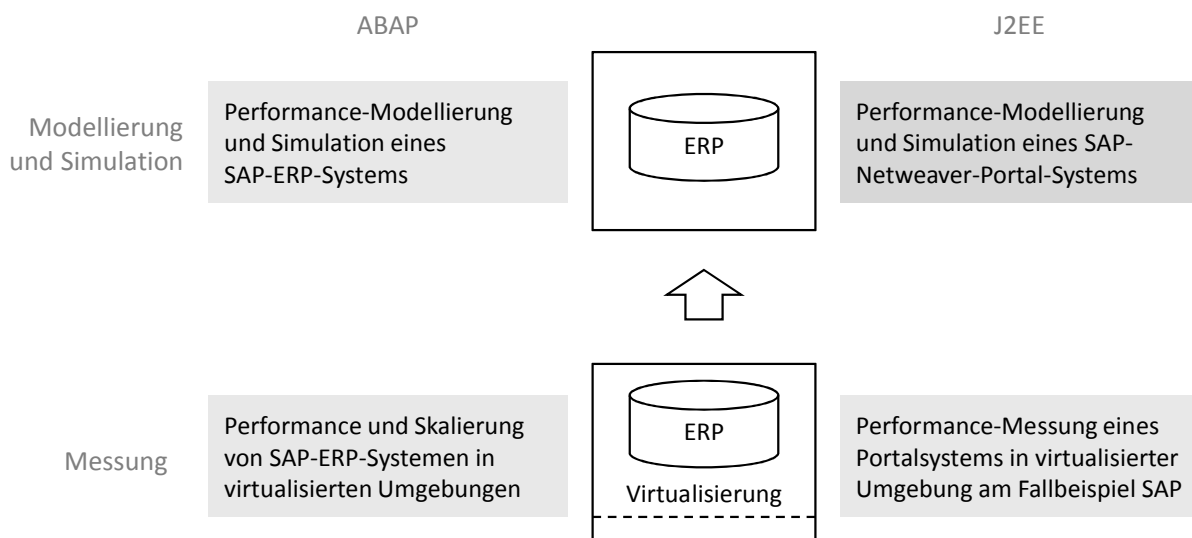 ABAP
J2EE
Modellierung
und Simulation
Performance-Modellierung
und Simulation eines
SAP-ERP-Systems
ERP
Performance-Modellierung
und Simulation eines SAP-
Netweaver-Portal-Systems
Messung
Performance und Skalierung
von SAP-ERP-Systemen in
virtualisierten Umgebungen
ERP
Virtualisierung
Performance-Messung eines
Portalsystems in virtualisierter
Umgebung am Fallbeispiel SAP